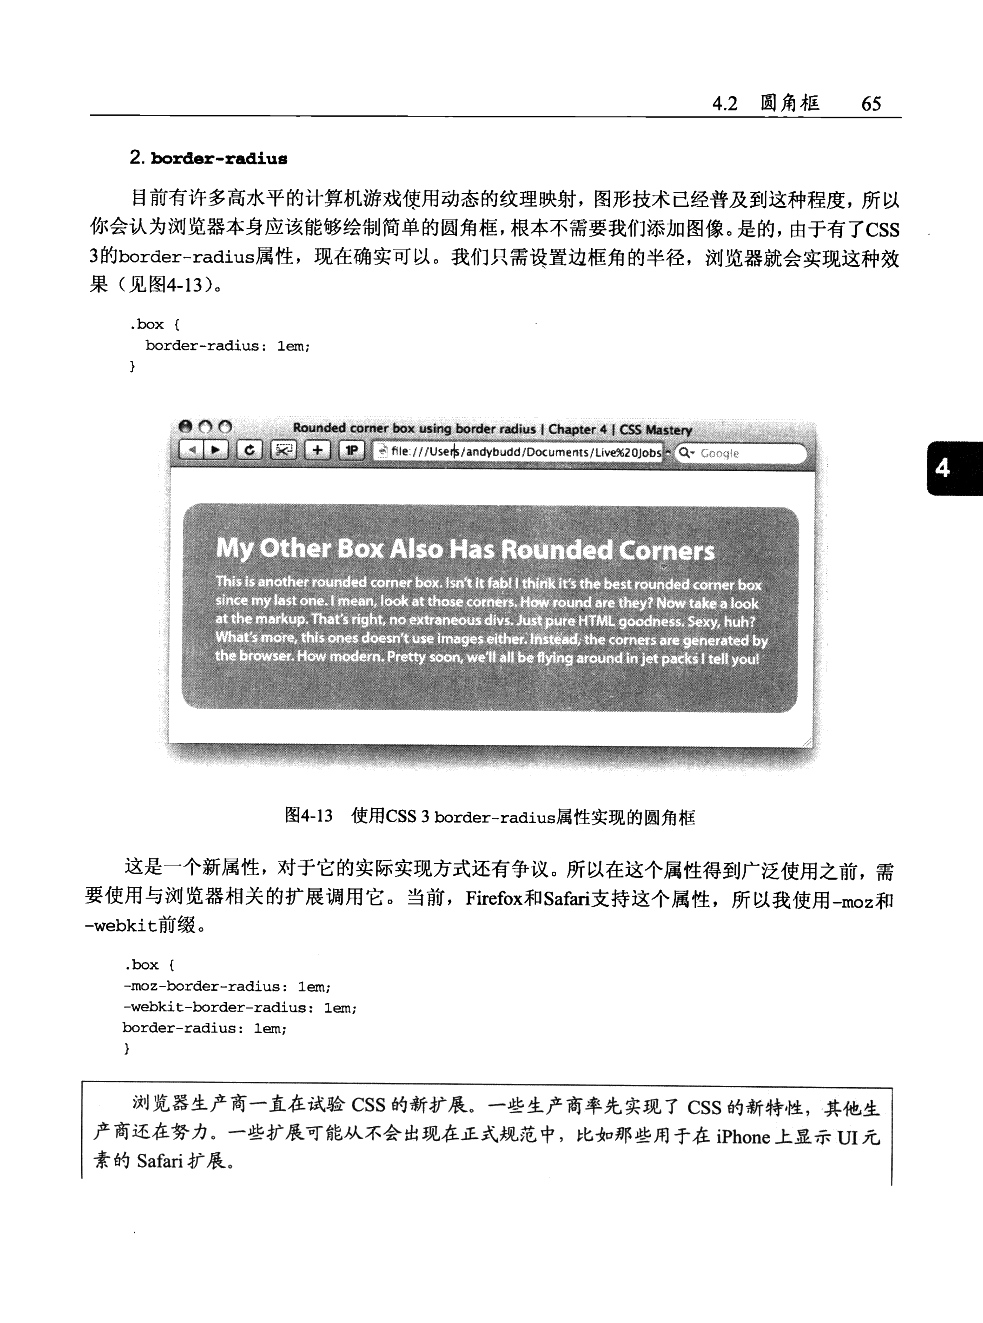 4.2 圆角框 65
2. border-radius
目前有许多高水平的计算机游戏使用动态的纹理映射，图形技术已经普及到这种程度，所以
你会认为浏览器本身应该能够绘制简单的圆角框，根本不需要我们添加图像。是的，由于有了CSS
3的border-radius属性，现在确实可以。我们只需设置边框角的半径，浏览器就会实现这种效
果（见图4-13）。
.box {
border-radius: 1em;
}
Rounded corner box using border radius | Chapter 4 | CSS Mastery
1P file:///Users/andybudd/Documents/Live%20Jobs Google
4
My Other Box Also Has Rounded Corners
This is another rounded corner box. Isn't it fab! I think it's the best rounded corner box
since my last one. I mean, look at those corners. How round are they? Now take a look
at the markup. That's right, no extraneous divs. Just pure HTML goodness. Sexy, huh?
What's more, this ones doesn't use images either. Instead, the corners are generated by
the browser. How modern. Pretty soon, we'll all be flying around in jet packs I tell you!
图4-13 使用CSS 3 border-radius属性实现的圆角框
这是一个新属性，对于它的实际实现方式还有争议。所以在这个属性得到广泛使用之前，需
要使用与浏览器相关的扩展调用它。当前，Firefox和Safari支持这个属性，所以我使用-moz和
-webkit前缀。
.box {
-moz-border-radius: 1em;
-webkit-border-radius: 1em;
border-radius: 1em;
}
浏览器生产商一直在试验 CSS 的新扩展。一些生产商率先实现了 CSS 的新特性，其他生
产商还在努力。一些扩展可能从不会出现在正式规范中，比如那些用于在 iPhone 上显示 UI 元
素的 Safari 扩展。